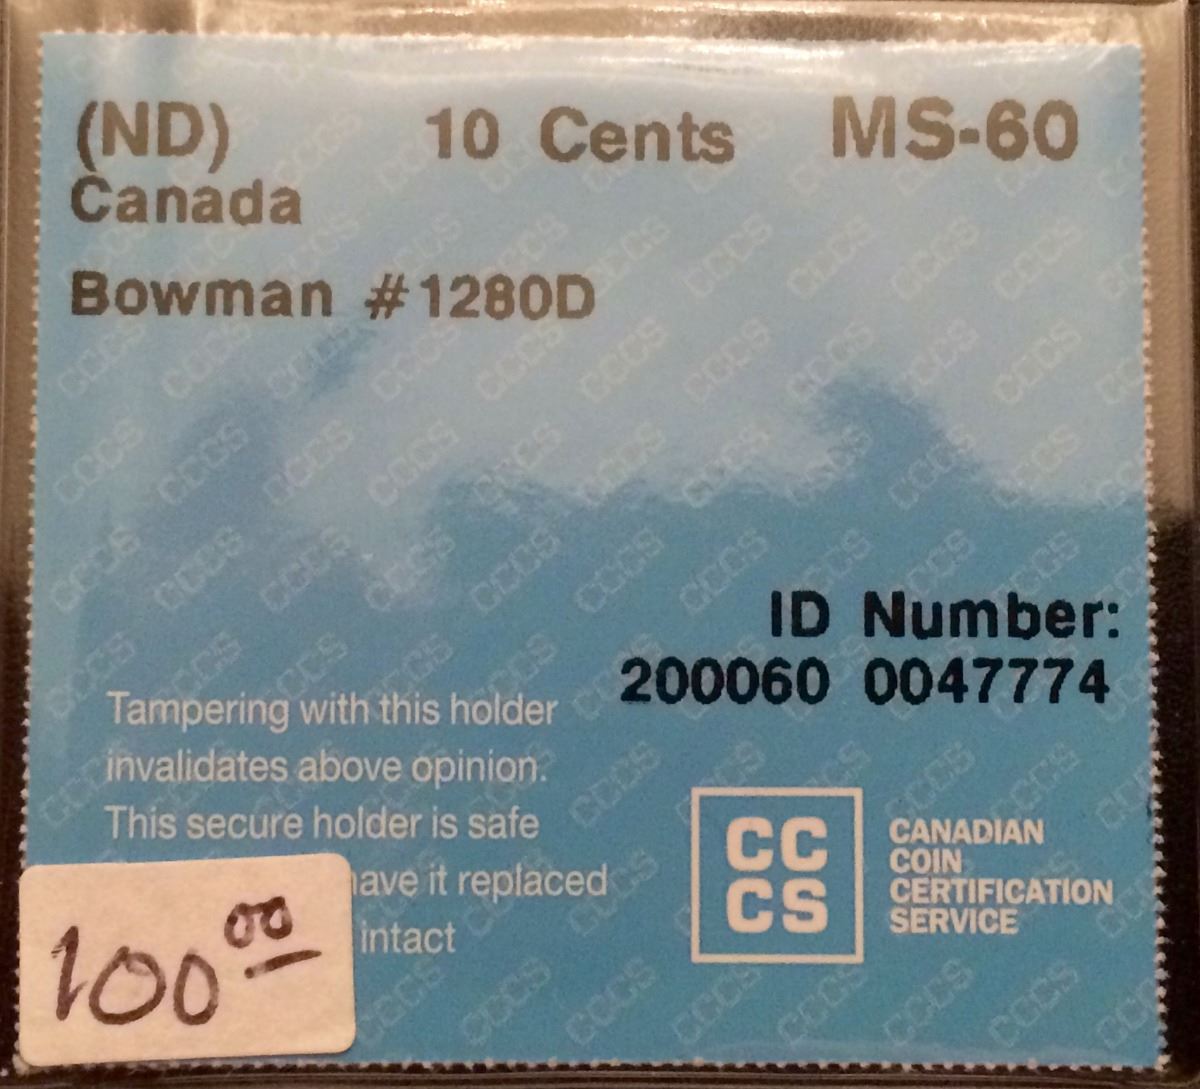 (ND) 10 Cents MS-60
Canada
Bowman #1280D
ID Number:
200060 0047774
Tampering with this holder
invalidates above opinion.
This secure holder is safe
have it replaced
intact
100.00
CC
CS
CANADIAN
COIN
CERTIFICATION
SERVICE